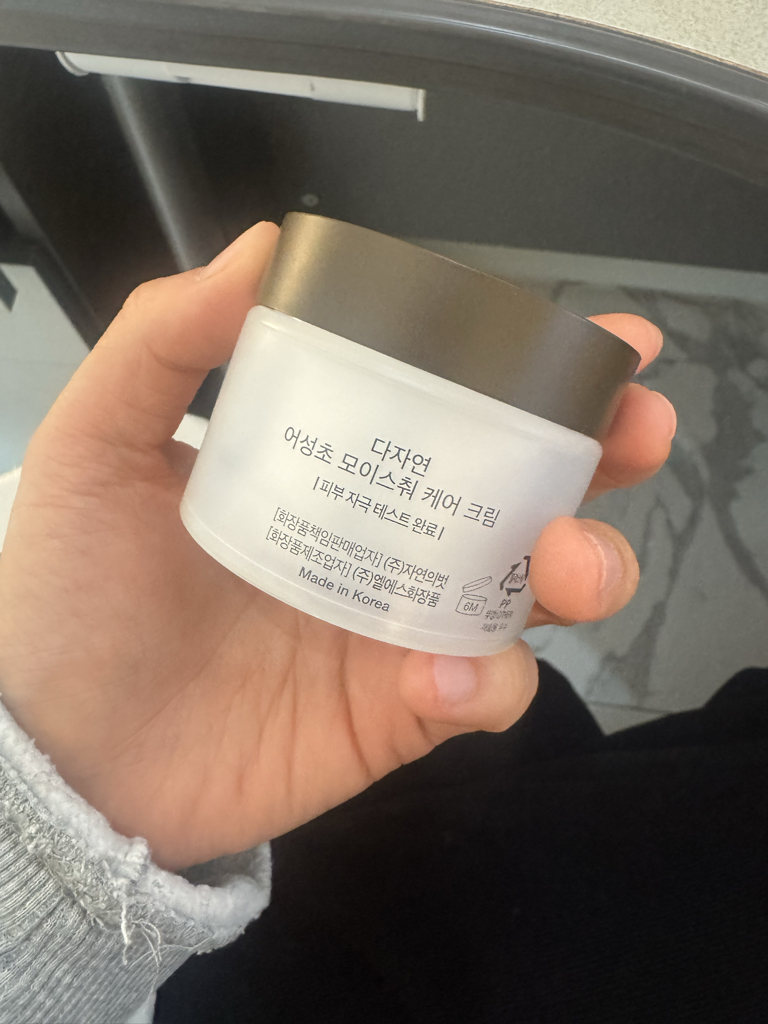 다자연
어성초 모이스춰 케어 크림
I 피부 자극 테스트 완료 I
[화장품책임판매업자] (주)자연의벗
[화장품제조업자] (주)엘에스화장품
Made in Korea
6M
PP